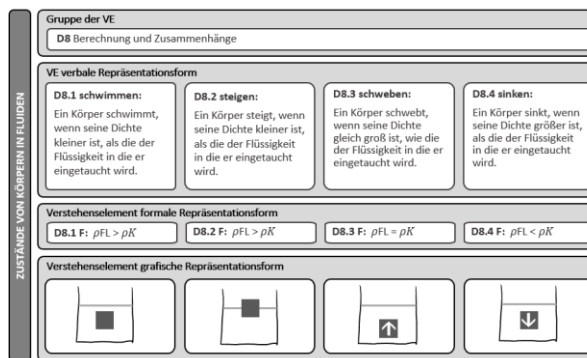 ZUSTÄNDE VON KÖRPERN IN FLUIDEN
Gruppe der VE
D8 Berechnung und Zusammenhänge
VE verbale Repräsentationsform
D8.1 schwimmen:
Ein Körper schwimmt,
wenn seine Dichte
kleiner ist, als die der
Flüssigkeit in die er
eingetaucht wird.
D8.2 steigen:
Ein Körper steigt, wenn
seine Dichte kleiner ist,
als die der Flüssigkeit
in die er eingetaucht
wird.
D8.3 schweben:
Ein Körper schwebt,
wenn seine Dichte
gleich groß ist, wie die
der Flüssigkeit in die er
eingetaucht wird.
D8.4 sinken:
Ein Körper sinkt, wenn
seine Dichte größer ist,
als die der Flüssigkeit
in die er eingetaucht
wird.
Verstehenselement formale Repräsentationsform
D8.1 F: ρFL > ρK
D8.2 F: ρFL > ρK
D8.3 F: ρFL = ρK
D8.4 F: ρFL < ρK
Verstehenselement grafische Repräsentationsform